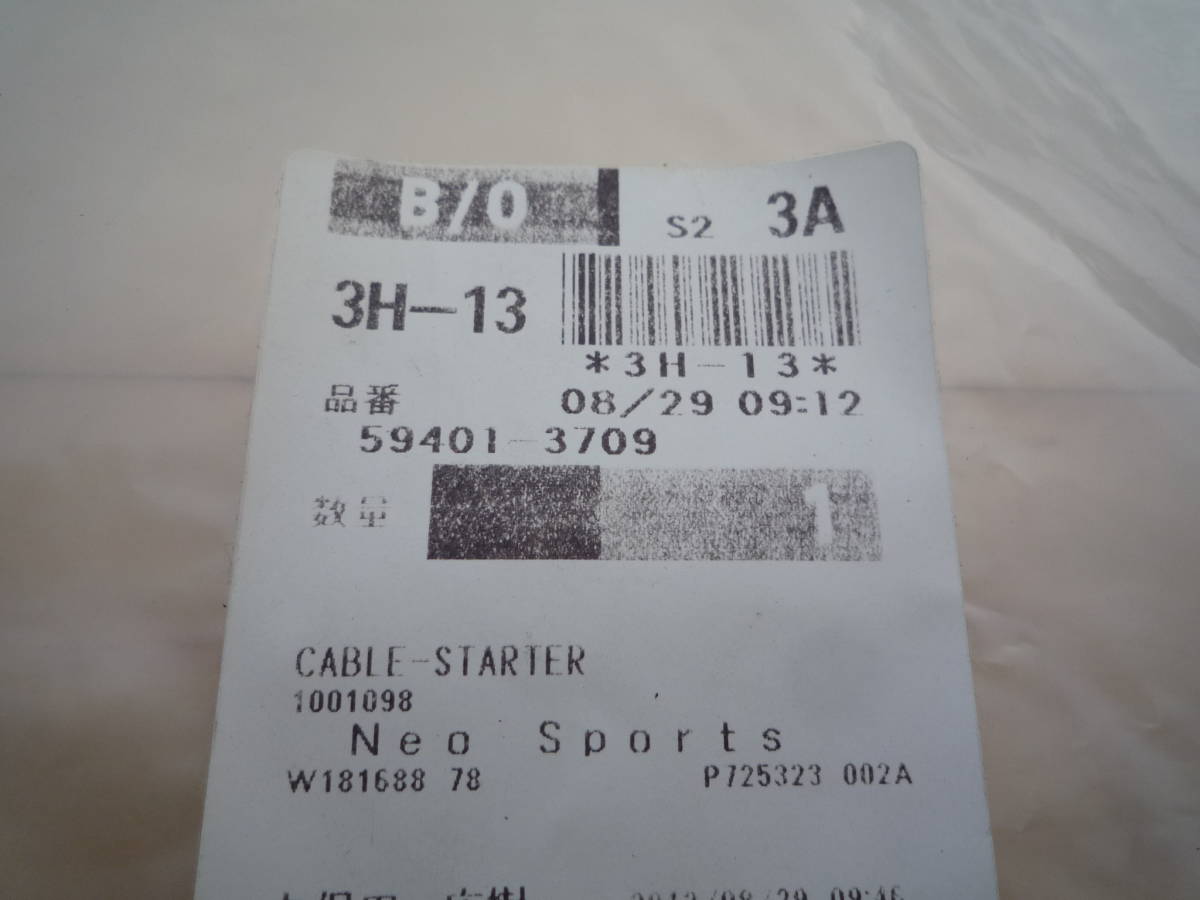 B/O
S2 3A
3H-13
*3H-13*
品番 08/29 09:12
59401-3709
数量 1
CABLE-STARTER
1001098
Neo Sports
W181688 78 P725323 002A